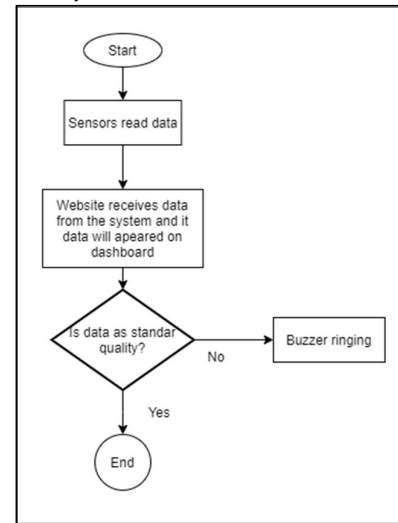 Start
Sensors read data
Website receives data
from the system and it
data will apeared on
dashboard
Is data as standar
quality?
No
Buzzer ringing
Yes
End